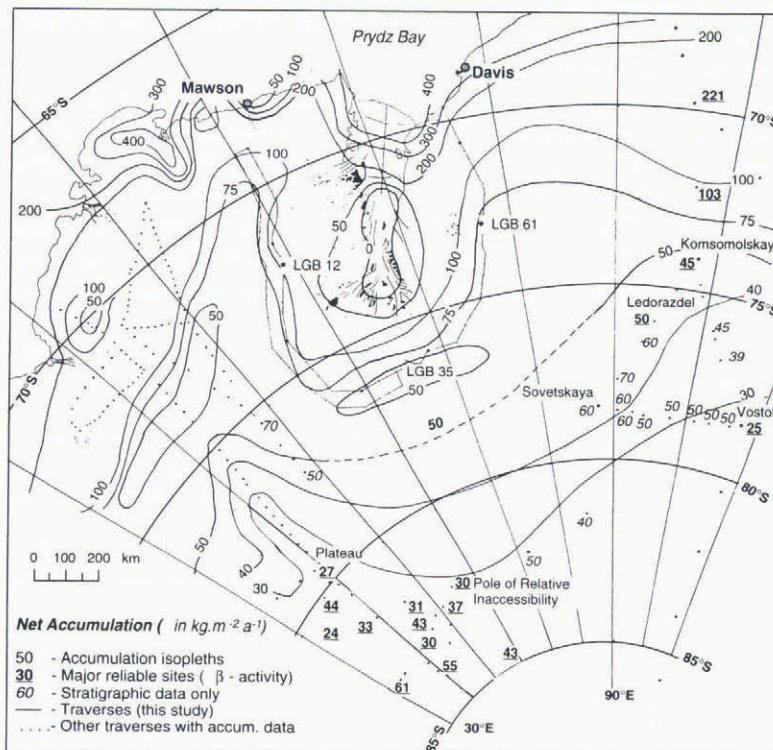 Prydz Bay
Mawson
Davis
65°S
70°S
75°S
80°S
85°S
70°S
85°S
30°E
90°E
300
400
200
50
100
200
400
300
200
200
221
100
103
75
Komsomolskaya
50
45
40
Ledorazdel
50
60
45
39
70
30
Sovetskaya
60
60
60
50
50
50
50
Vostok
25
100
75
LGB 12
50
0
LGB 61
100
75
LGB 35
50
100
50
50
100
70
50
50
50
40
30
40
50
Plateau
27
44
24
33
31
43
30
37
30
Pole of Relative
Inaccessibility
55
61
43
0 100 200 km
Net Accumulation ( in kg.m⁻² a⁻¹)
50 - Accumulation isopleths
30 - Major reliable sites ( β - activity)
60 - Stratigraphic data only
— - Traverses (this study)
.... - Other traverses with accum. data